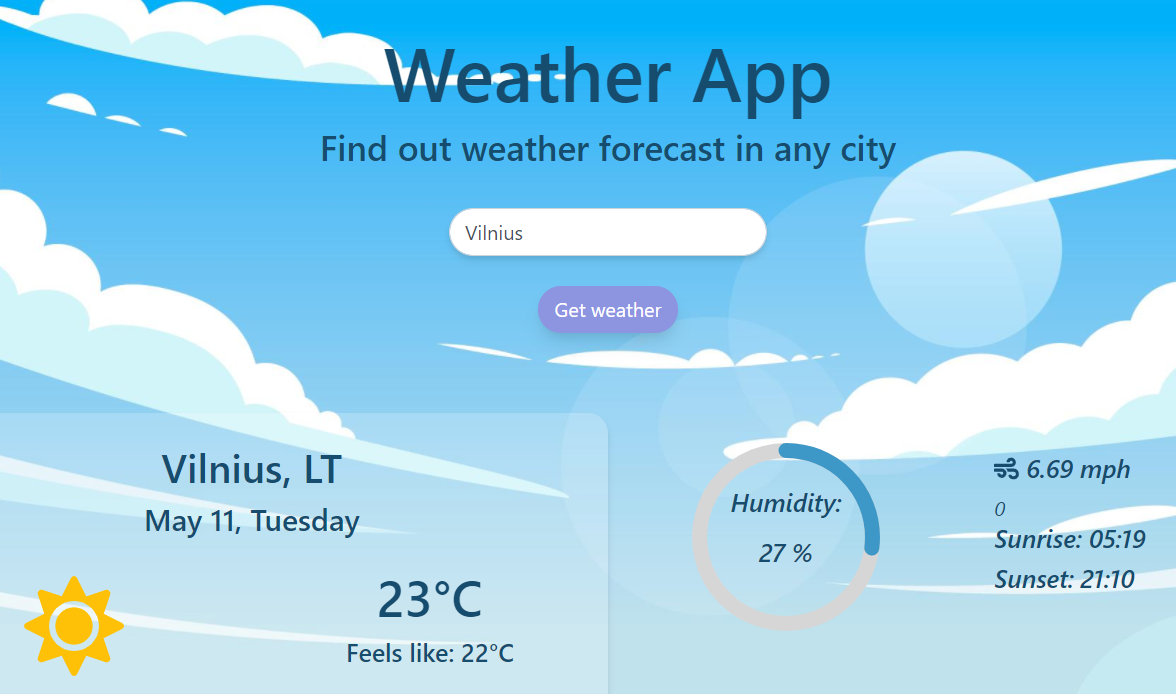 Weather App
Find out weather forecast in any city
Vilnius
Get weather
Vilnius, LT
May 11, Tuesday
23°C
Feels like: 22°C
Humidity:
27 %
6.69 mph
0
Sunrise: 05:19
Sunset: 21:10